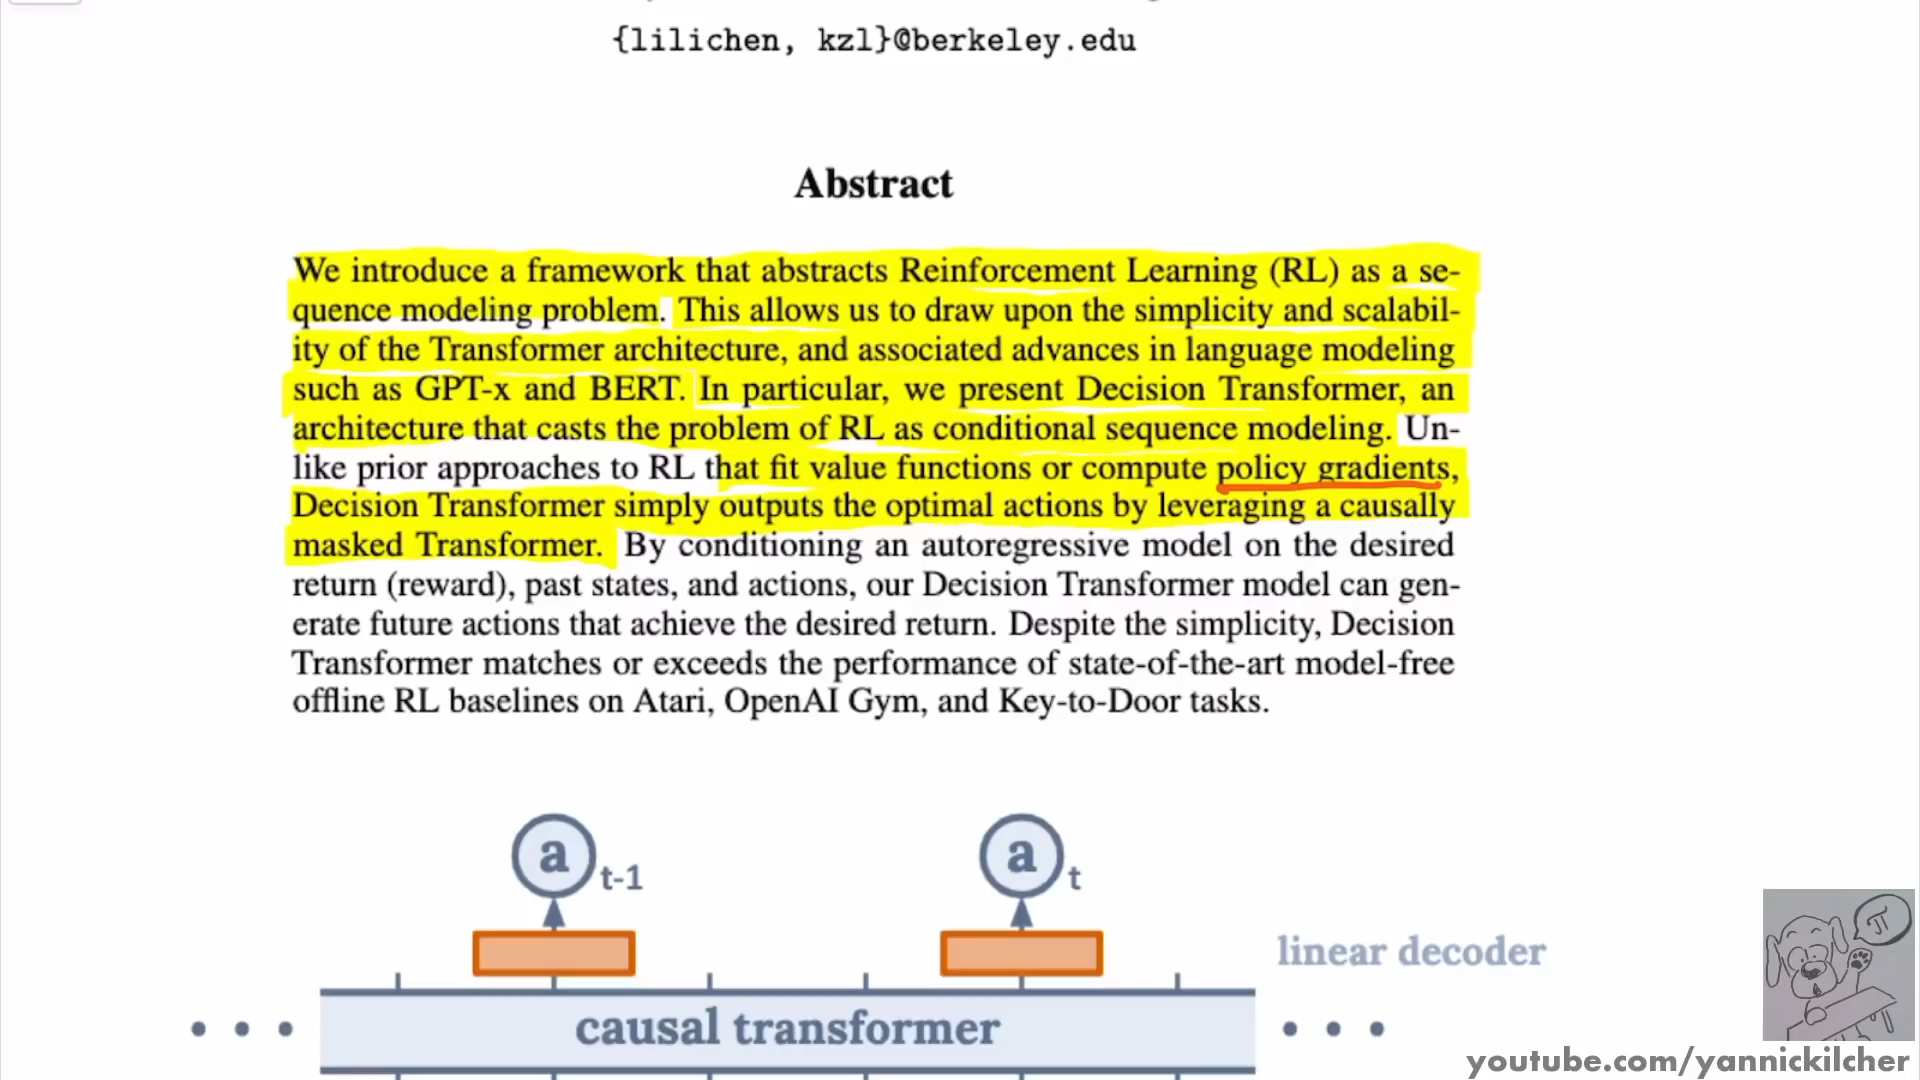 {lilichen, kzl}@berkeley.edu
Abstract
We introduce a framework that abstracts Reinforcement Learning (RL) as a se-
quence modeling problem. This allows us to draw upon the simplicity and scalabil-
ity of the Transformer architecture, and associated advances in language modeling
such as GPT-x and BERT. In particular, we present Decision Transformer, an
architecture that casts the problem of RL as conditional sequence modeling. Un-
like prior approaches to RL that fit value functions or compute policy gradients,
Decision Transformer simply outputs the optimal actions by leveraging a causally
masked Transformer. By conditioning an autoregressive model on the desired
return (reward), past states, and actions, our Decision Transformer model can gen-
erate future actions that achieve the desired return. Despite the simplicity, Decision
Transformer matches or exceeds the performance of state-of-the-art model-free
offline RL baselines on Atari, OpenAI Gym, and Key-to-Door tasks.
a t-1
a t
linear decoder
π
• • • causal transformer • • •
youtube.com/yannickilcher